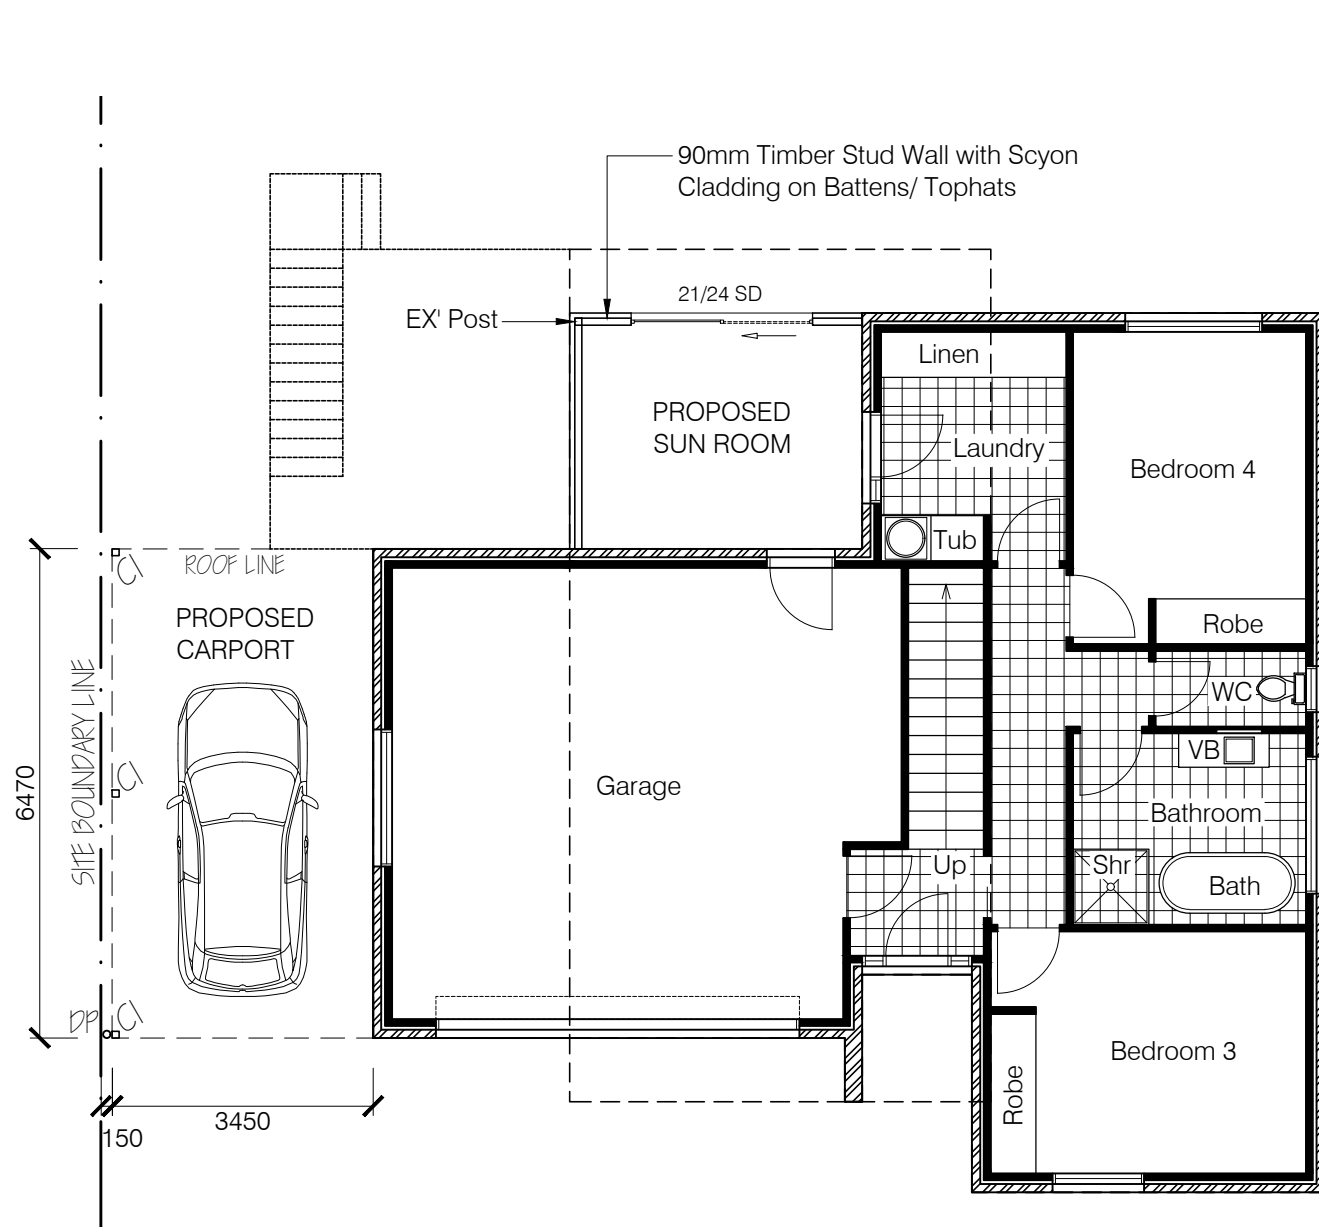 90mm Timber Stud Wall with Scyon
Cladding on Battens/ Tophats
21/24 SD
EX' Post
Linen
PROPOSED
SUN ROOM
Laundry
Bedroom 4
Tub
ROOF LINE
C1
PROPOSED
CARPORT
Robe
WC
SITE BOUNDARY LINE
VB
6470
C1
Garage
Bathroom
Up
Shr
Bath
DP
C1
Bedroom 3
Robe
3450
150